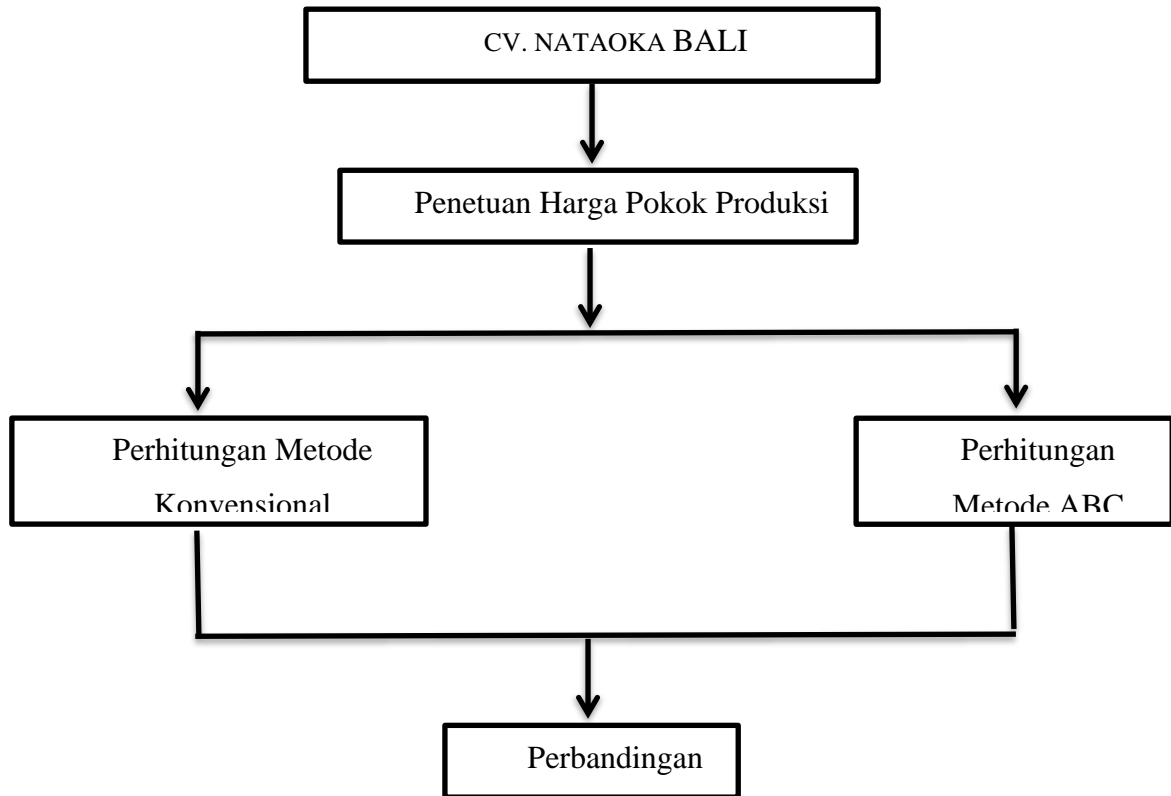 CV. NATAOKA BALI
Penetuan Harga Pokok Produksi
Perhitungan Metode
Konvensional
Perhitungan
Metode ABC
Perbandingan